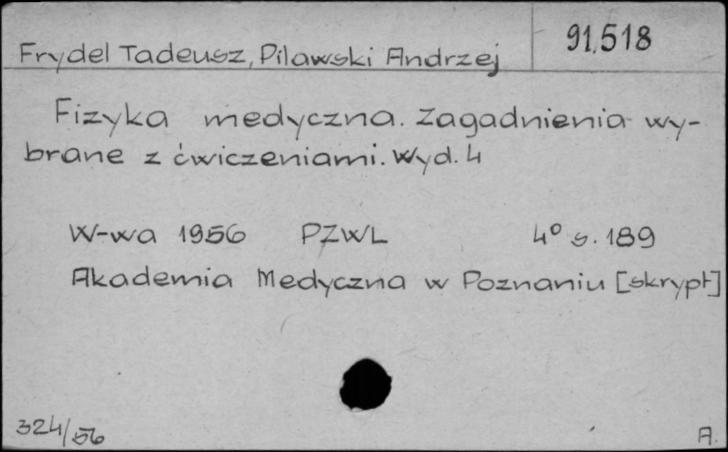 91.518
Frydel Tadeusz, Pilawski Andrzej
Fizyka medyczna. Zagadnienia wy-
brane z ćwiczeniami. Wyd. 4
W-wa 1956 PZWL 4° s. 189
Akademia Medyczna w Poznaniu [skrypt]
324/56 A.